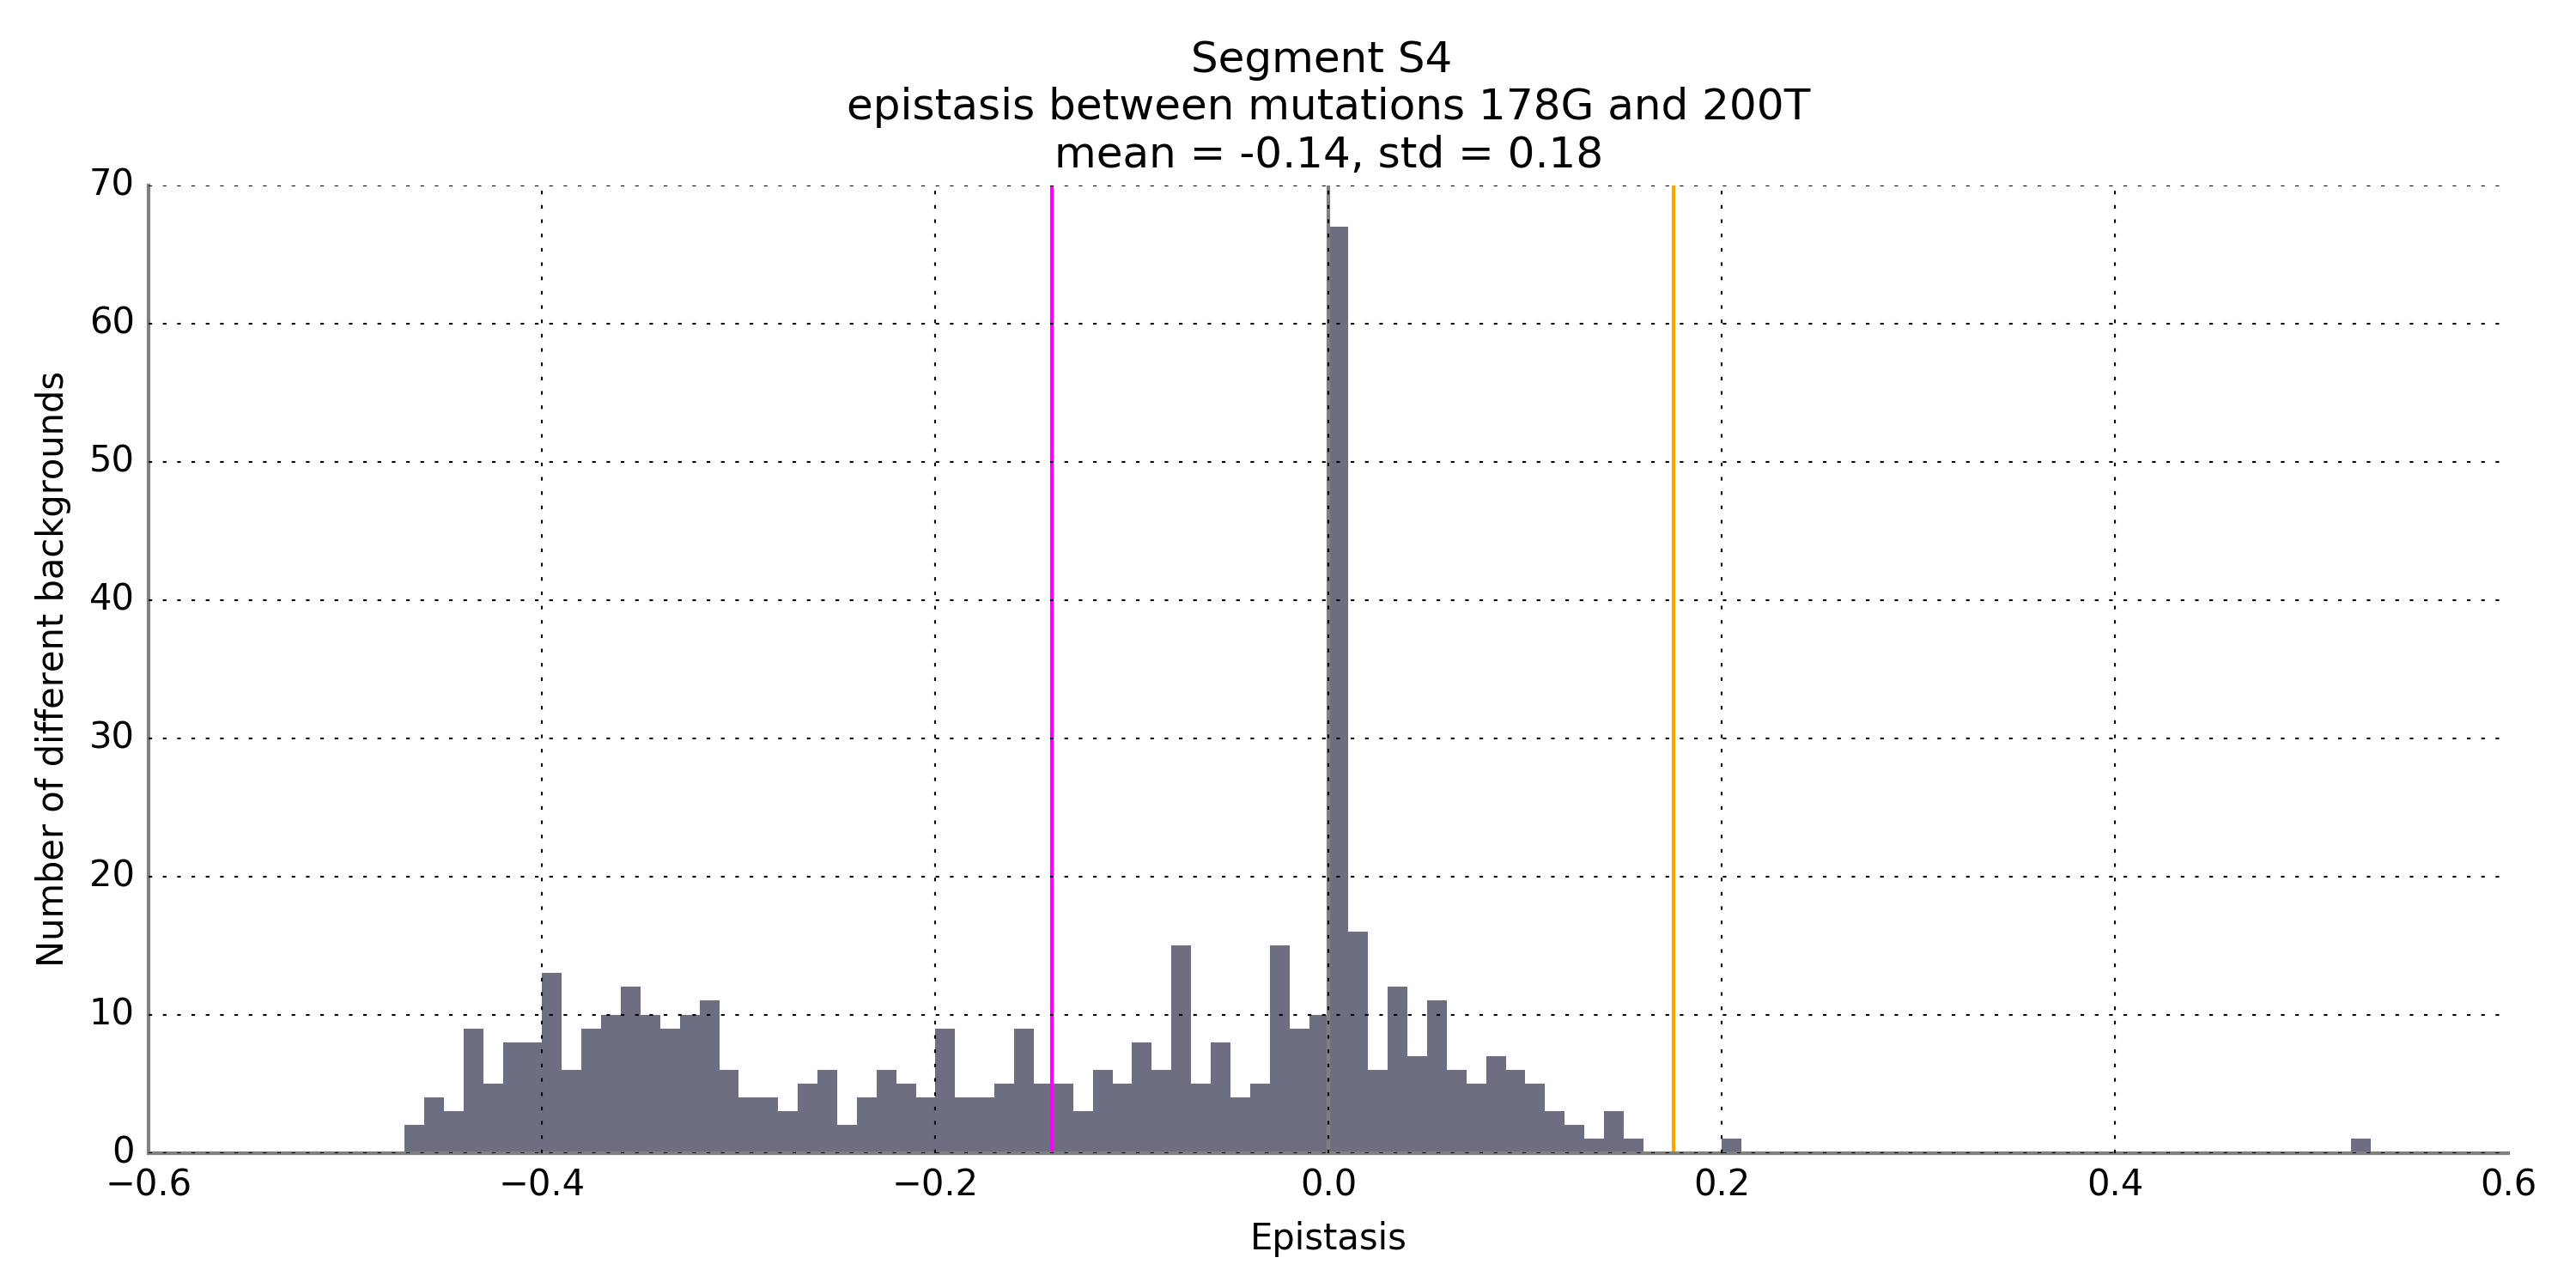 Segment S4
epistasis between mutations 178G and 200T
mean = -0.14, std = 0.18
Number of different backgrounds
70
60
50
40
30
20
10
0
−0.6 −0.4 −0.2 0.0 0.2 0.4 0.6
Epistasis